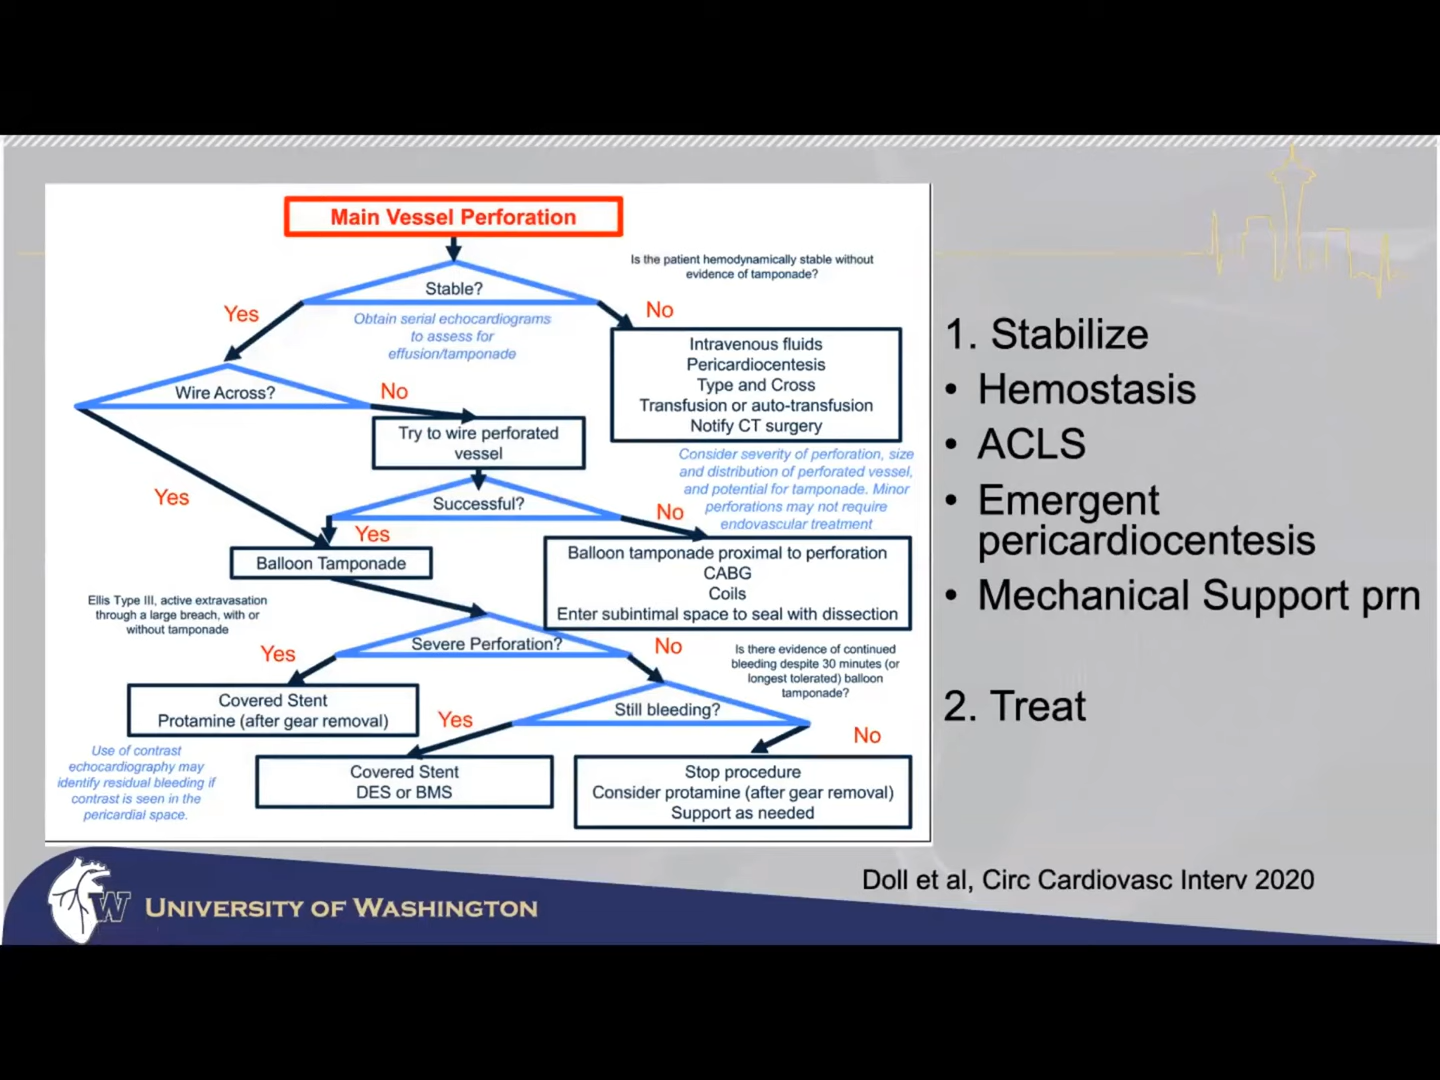 Main Vessel Perforation
Is the patient hemodynamically stable without
evidence of tamponade?
Stable?
Yes
No
Obtain serial echocardiograms
to assess for
effusion/tamponade
Intravenous fluids
Pericardiocentesis
Type and Cross
Transfusion or auto-transfusion
Notify CT surgery
Wire Across?
No
Try to wire perforated
vessel
Consider severity of perforation, size
and distribution of perforated vessel,
and potential for tamponade. Minor
perforations may not require
endovascular treatment
Yes
Successful?
No
Yes
Balloon Tamponade
Balloon tamponade proximal to perforation
CABG
Coils
Enter subintimal space to seal with dissection
Ellis Type III, active extravasation
through a large breach, with or
without tamponade
Severe Perforation?
Yes
No
Is there evidence of continued
bleeding despite 30 minutes (or
longest tolerated) balloon
tamponade?
Covered Stent
Protamine (after gear removal)
Still bleeding?
Yes
No
Use of contrast
echocardiography may
identify residual bleeding if
contrast is seen in the
pericardial space.
Covered Stent
DES or BMS
Stop procedure
Consider protamine (after gear removal)
Support as needed
1. Stabilize
• Hemostasis
• ACLS
• Emergent
pericardiocentesis
• Mechanical Support prn
2. Treat
Doll et al, Circ Cardiovasc Interv 2020
W
UNIVERSITY OF WASHINGTON